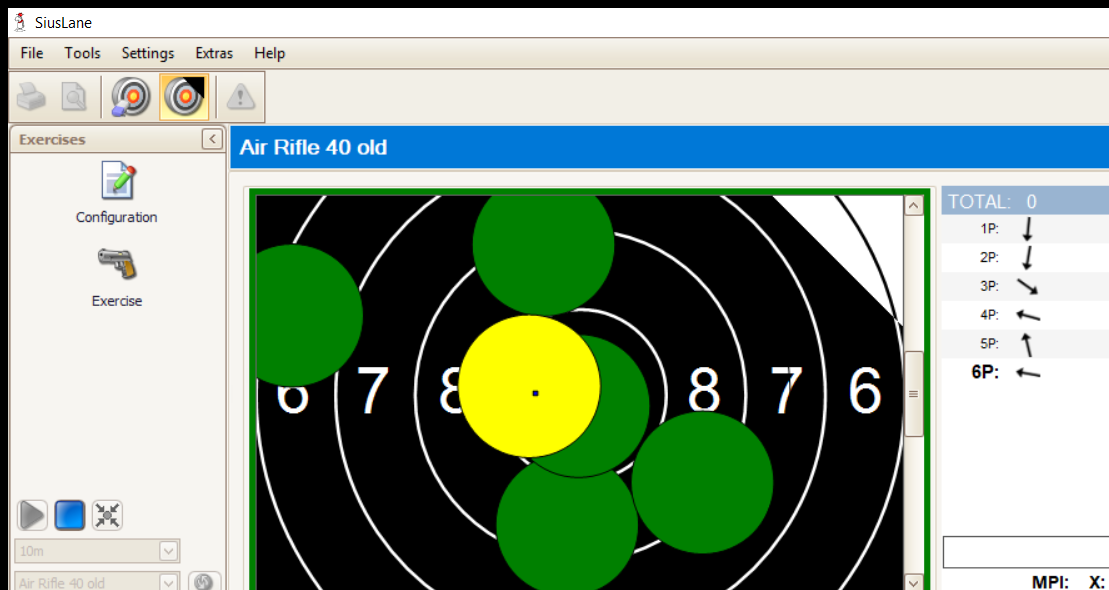 SiusLane
File Tools Settings Extras Help
Exercises
Air Rifle 40 old
Configuration
Exercise
TOTAL: 0
1P:
2P:
3P:
4P:
5P:
6P:
6 7 8 8 7 6
10m
Air Rifle 40 old
MPI: X: